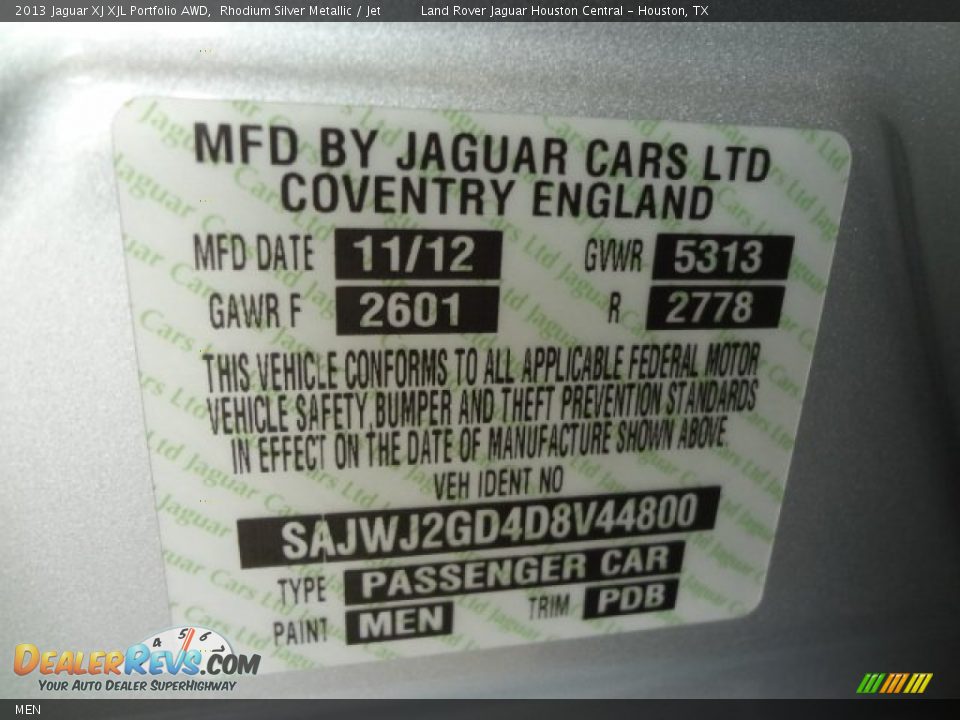 2013 Jaguar XJ XJL Portfolio AWD, Rhodium Silver Metallic / Jet Land Rover Jaguar Houston Central - Houston, TX
MFD BY JAGUAR CARS LTD
COVENTRY ENGLAND
MFD DATE 11/12 GVWR 5313
GAWR F 2601 R 2778
THIS VEHICLE CONFORMS TO ALL APPLICABLE FEDERAL MOTOR
VEHICLE SAFETY, BUMPER AND THEFT PREVENTION STANDARDS
IN EFFECT ON THE DATE OF MANUFACTURE SHOWN ABOVE
VEH IDENT NO
SAJWJ2GD4D8V44800
TYPE PASSENGER CAR
PAINT MEN TRIM PDB
4 5 6
DEALERREVS.COM
YOUR AUTO DEALER SUPERHIGHWAY
MEN